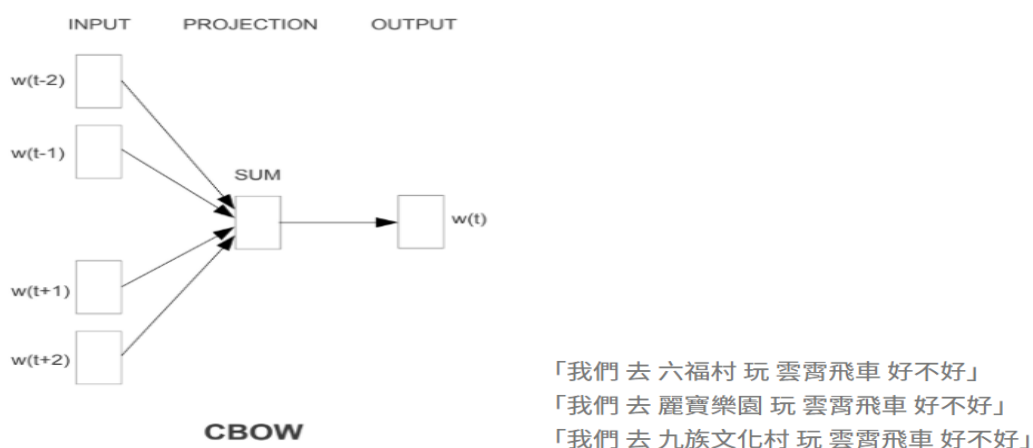 INPUT PROJECTION OUTPUT
w(t-2)
w(t-1)
SUM
w(t)
w(t+1)
w(t+2)
CBOW
「我們 去 六福村 玩 雲霄飛車 好不好」
「我們 去 麗寶樂園 玩 雲霄飛車 好不好」
「我們 去 九族文化村 玩 雲霄飛車 好不好」